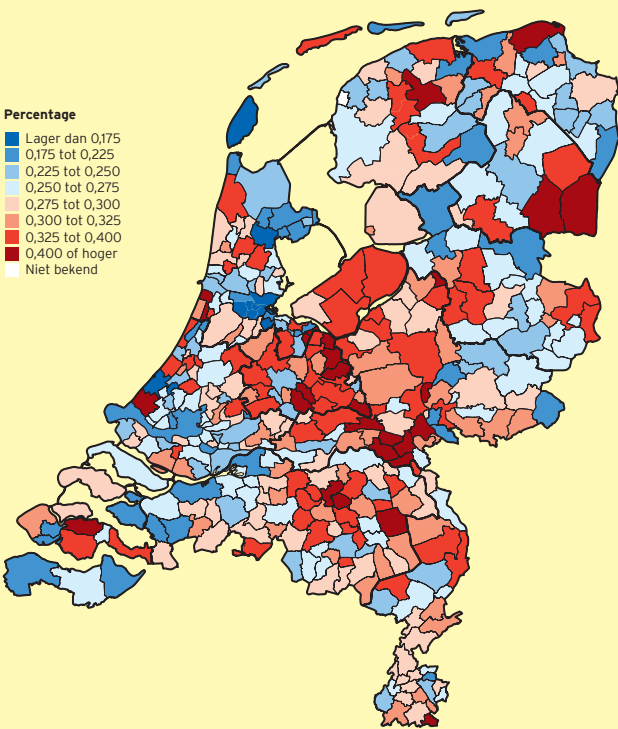 Percentage
Lager dan 0,175
0,175 tot 0,225
0,225 tot 0,250
0,250 tot 0,275
0,275 tot 0,300
0,300 tot 0,325
0,325 tot 0,400
0,400 of hoger
Niet bekend